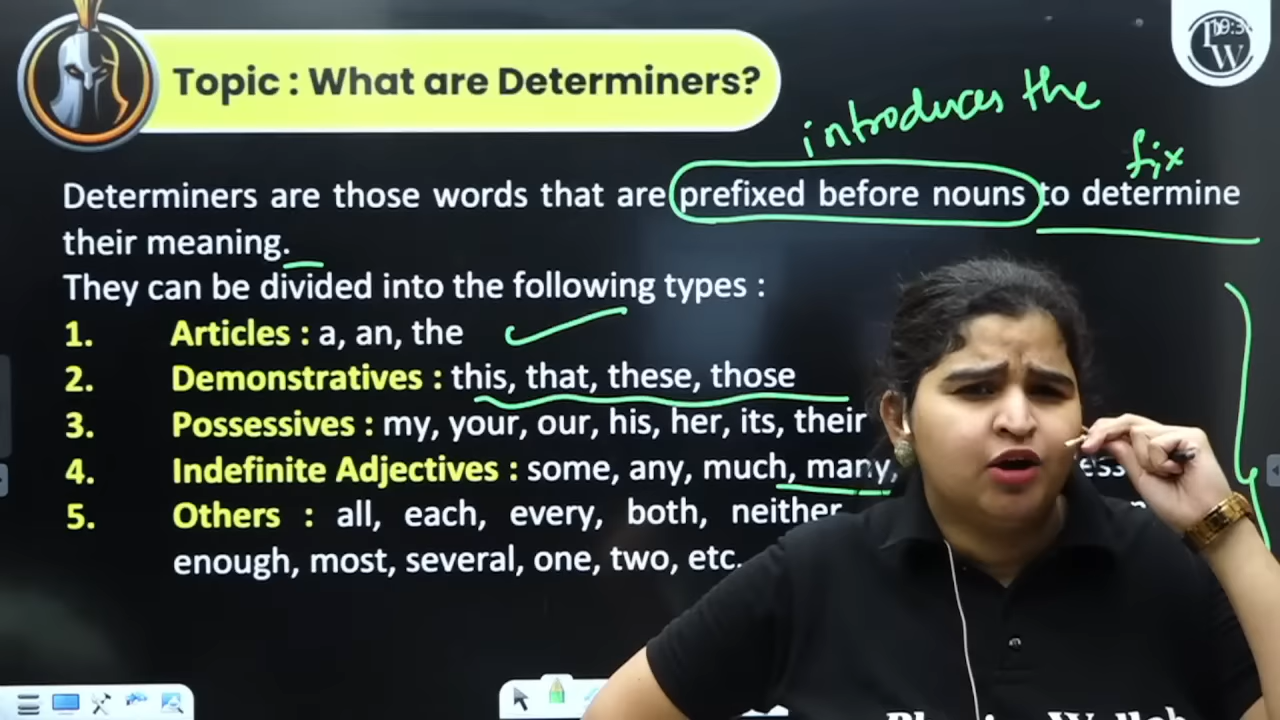 Topic : What are Determiners?
introduces the
fix
Determiners are those words that are prefixed before nouns to determine
their meaning.
They can be divided into the following types :
1. Articles : a, an, the
2. Demonstratives : this, that, these, those
3. Possessives : my, your, our, his, her, its, their
4. Indefinite Adjectives : some, any, much, many, ess
5. Others : all, each, every, both, neither
enough, most, several, one, two, etc.
W